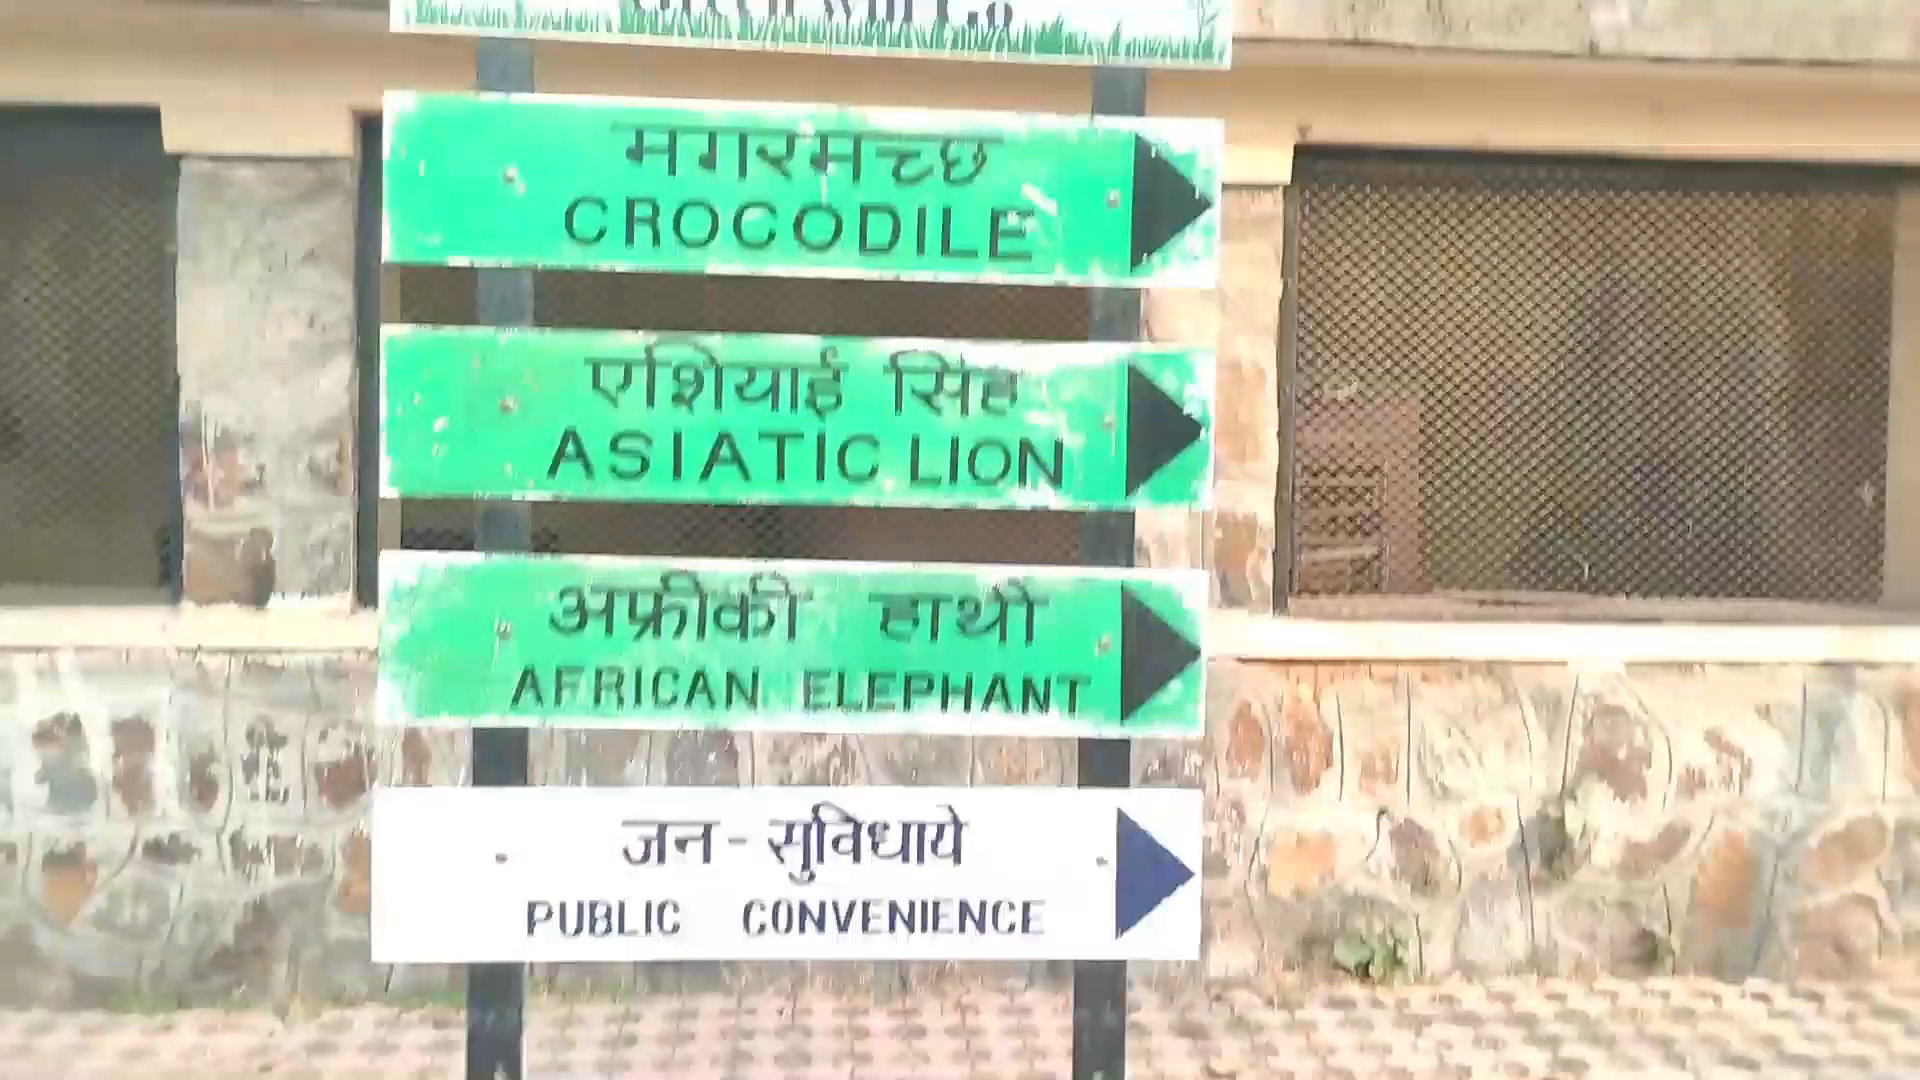 मगरमच्छ
CROCODILE
एशियाई सिंह
ASIATIC LION
अफ्रीकी हाथी
AFRICAN ELEPHANT
जन - सुविधाये
PUBLIC CONVENIENCE